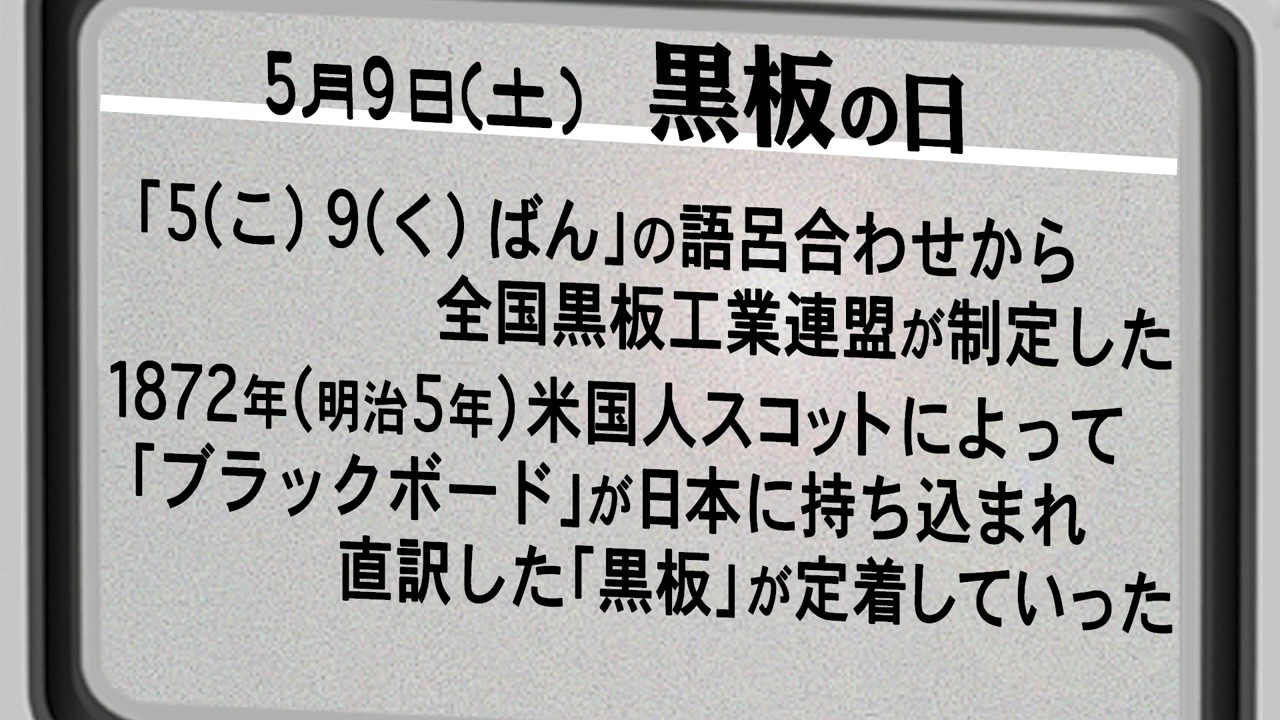 5月9日(土) 黒板の日
「5(こ) 9(く) ばん」の語呂合わせから
全国黒板工業連盟が制定した
1872年(明治5年)米国人スコットによって
「ブラックボード」が日本に持ち込まれ
直訳した「黒板」が定着していった